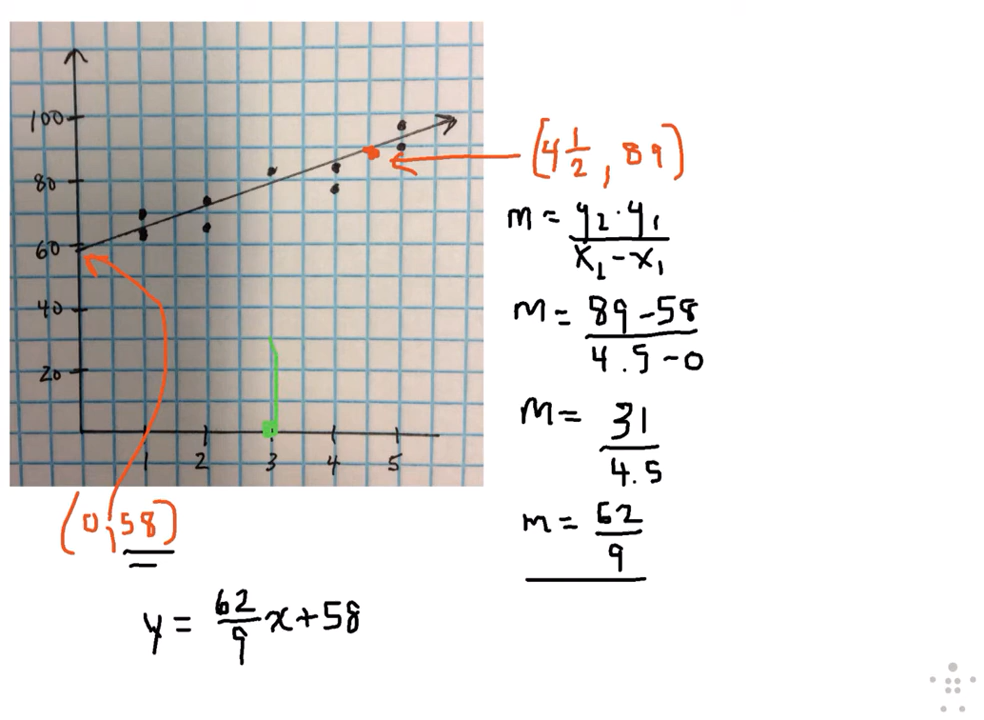 100
80
60
40
20
1 2 3 4 5
(4 1/2, 89)
m = y2 · y1 / x2 - x1
m = 89 - 58 / 4.5 - 0
m = 31 / 4.5
m = 62 / 9
(0, 58)
y = 62/9 x + 58